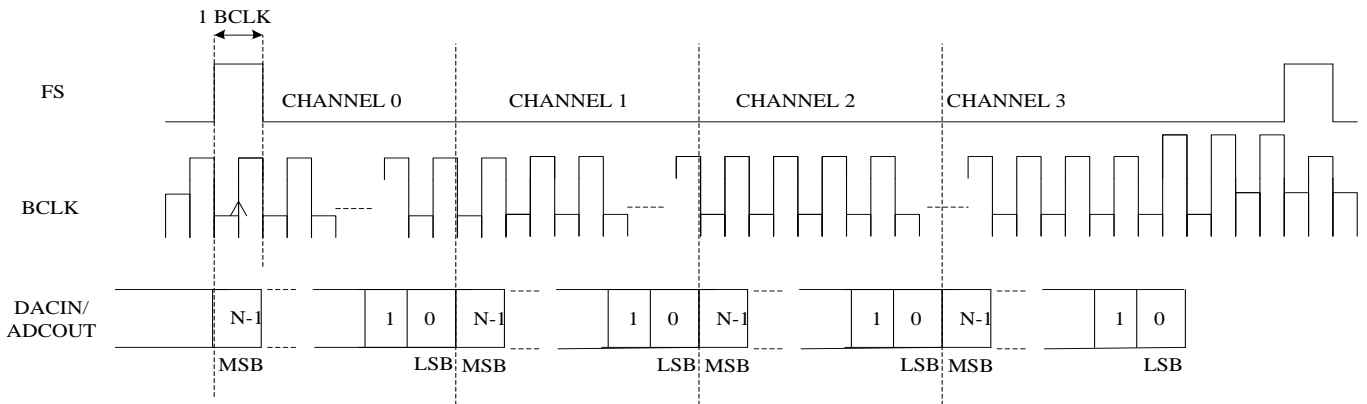 1 BCLK
FS
CHANNEL 0
CHANNEL 1
CHANNEL 2
CHANNEL 3
BCLK
DACIN/
ADCOUT
N-1
1
0
N-1
1
0
N-1
1
0
N-1
1
0
MSB
LSB
MSB
LSB
MSB
LSB
MSB
LSB